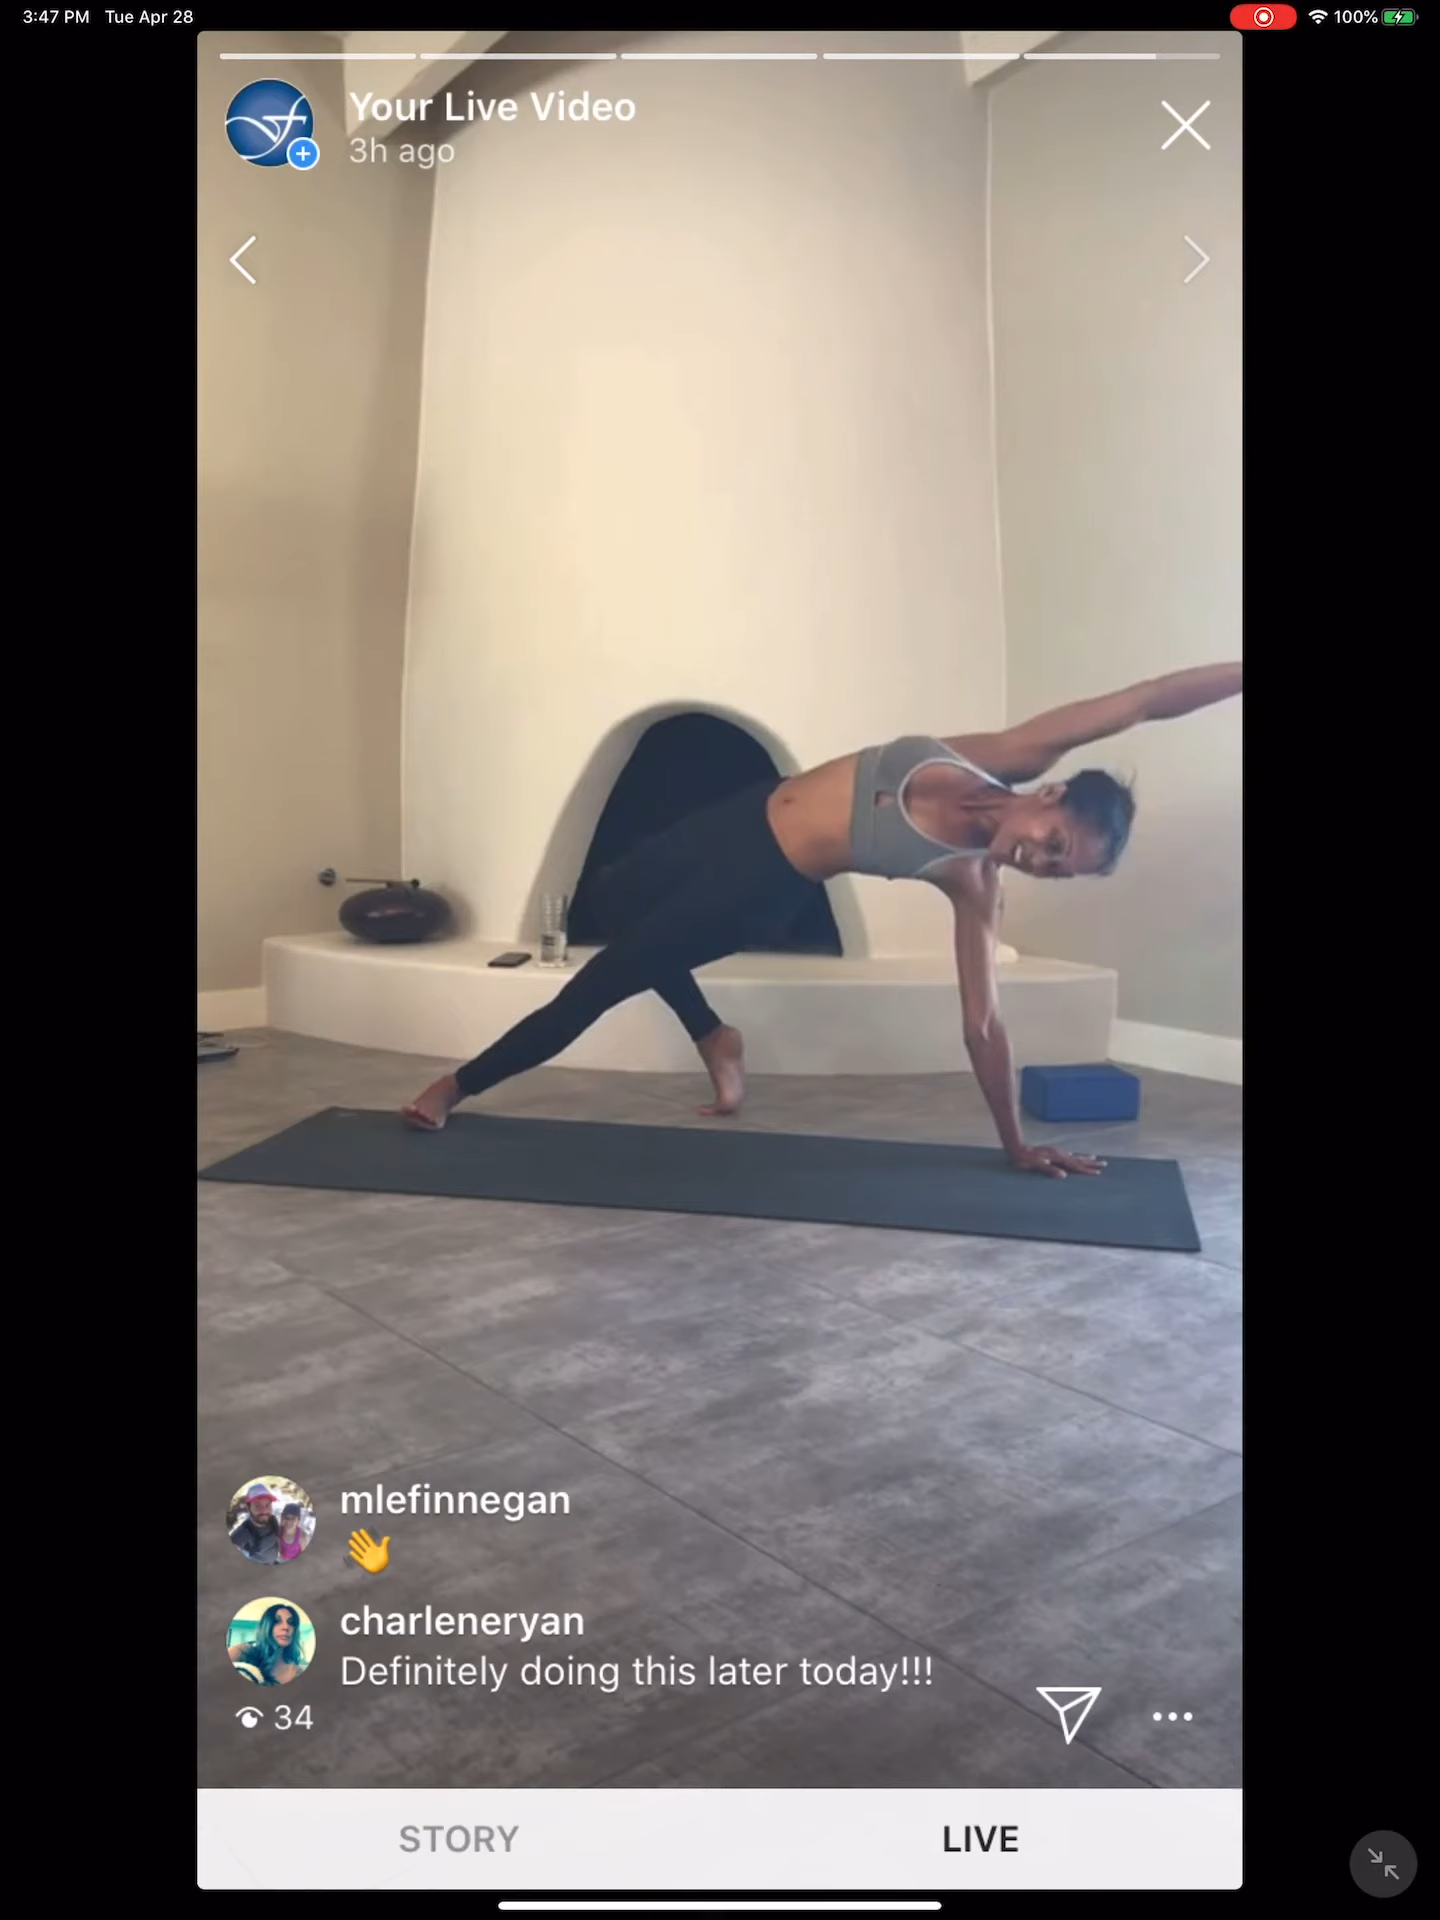 3:47 PM Tue Apr 28
100%
Your Live Video
3h ago
mlefinnegan
👋
charleneryan
Definitely doing this later today!!!
34
STORY
LIVE